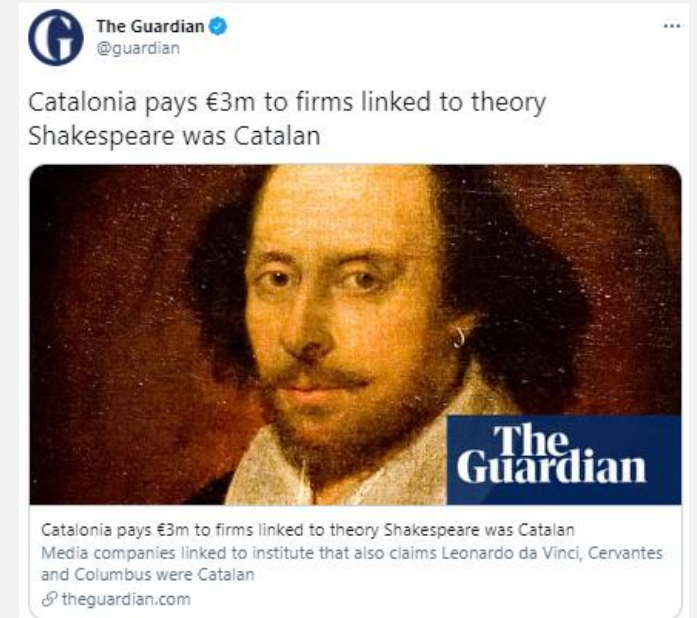 The Guardian
@guardian
Catalonia pays €3m to firms linked to theory
Shakespeare was Catalan
The
Guardian
Catalonia pays €3m to firms linked to theory Shakespeare was Catalan
Media companies linked to institute that also claims Leonardo da Vinci, Cervantes
and Columbus were Catalan
theguardian.com